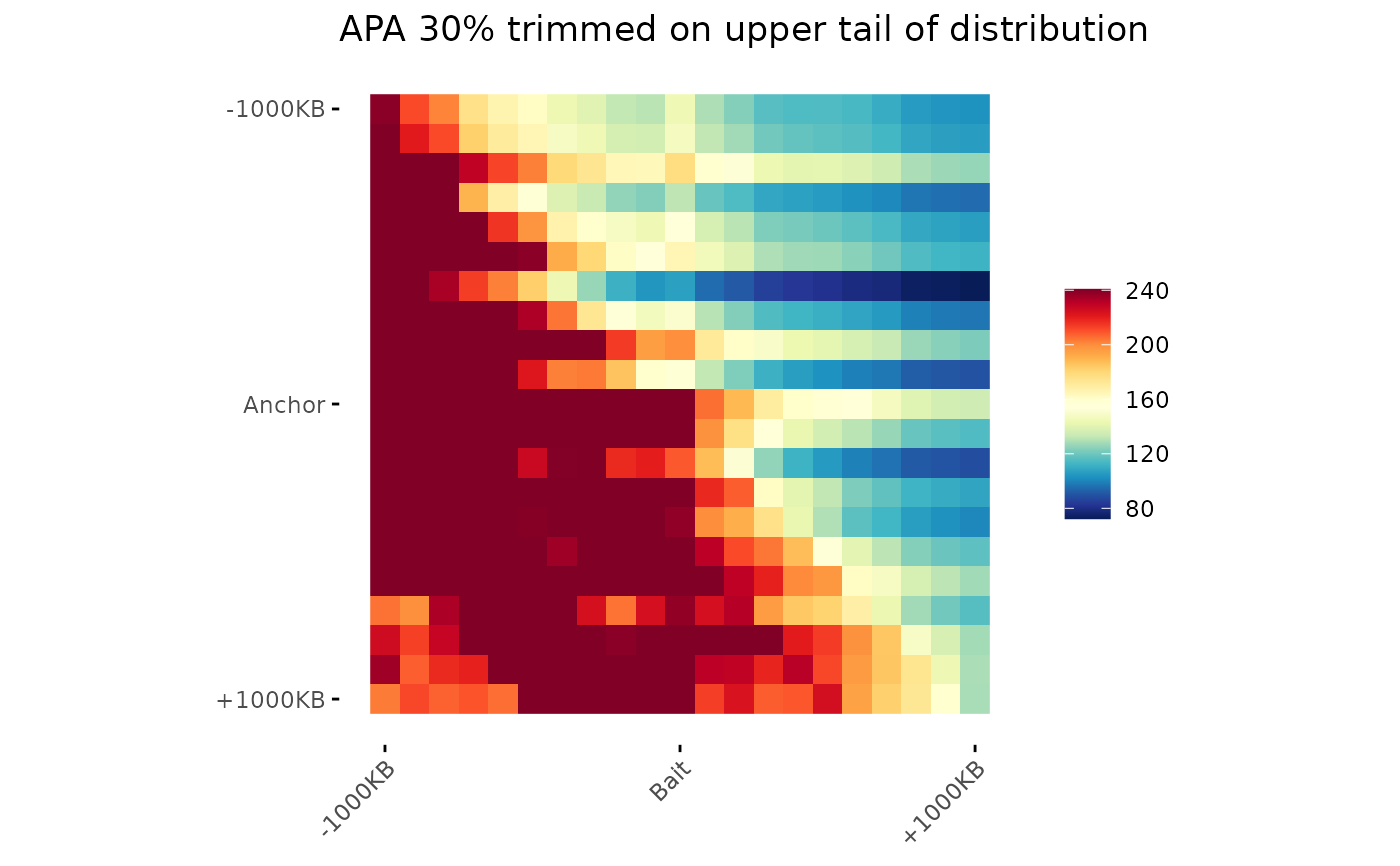 APA 30% trimmed on upper tail of distribution
-1000KB
Anchor
+1000KB
240
200
160
120
80
-1000KB
Bait
+1000KB